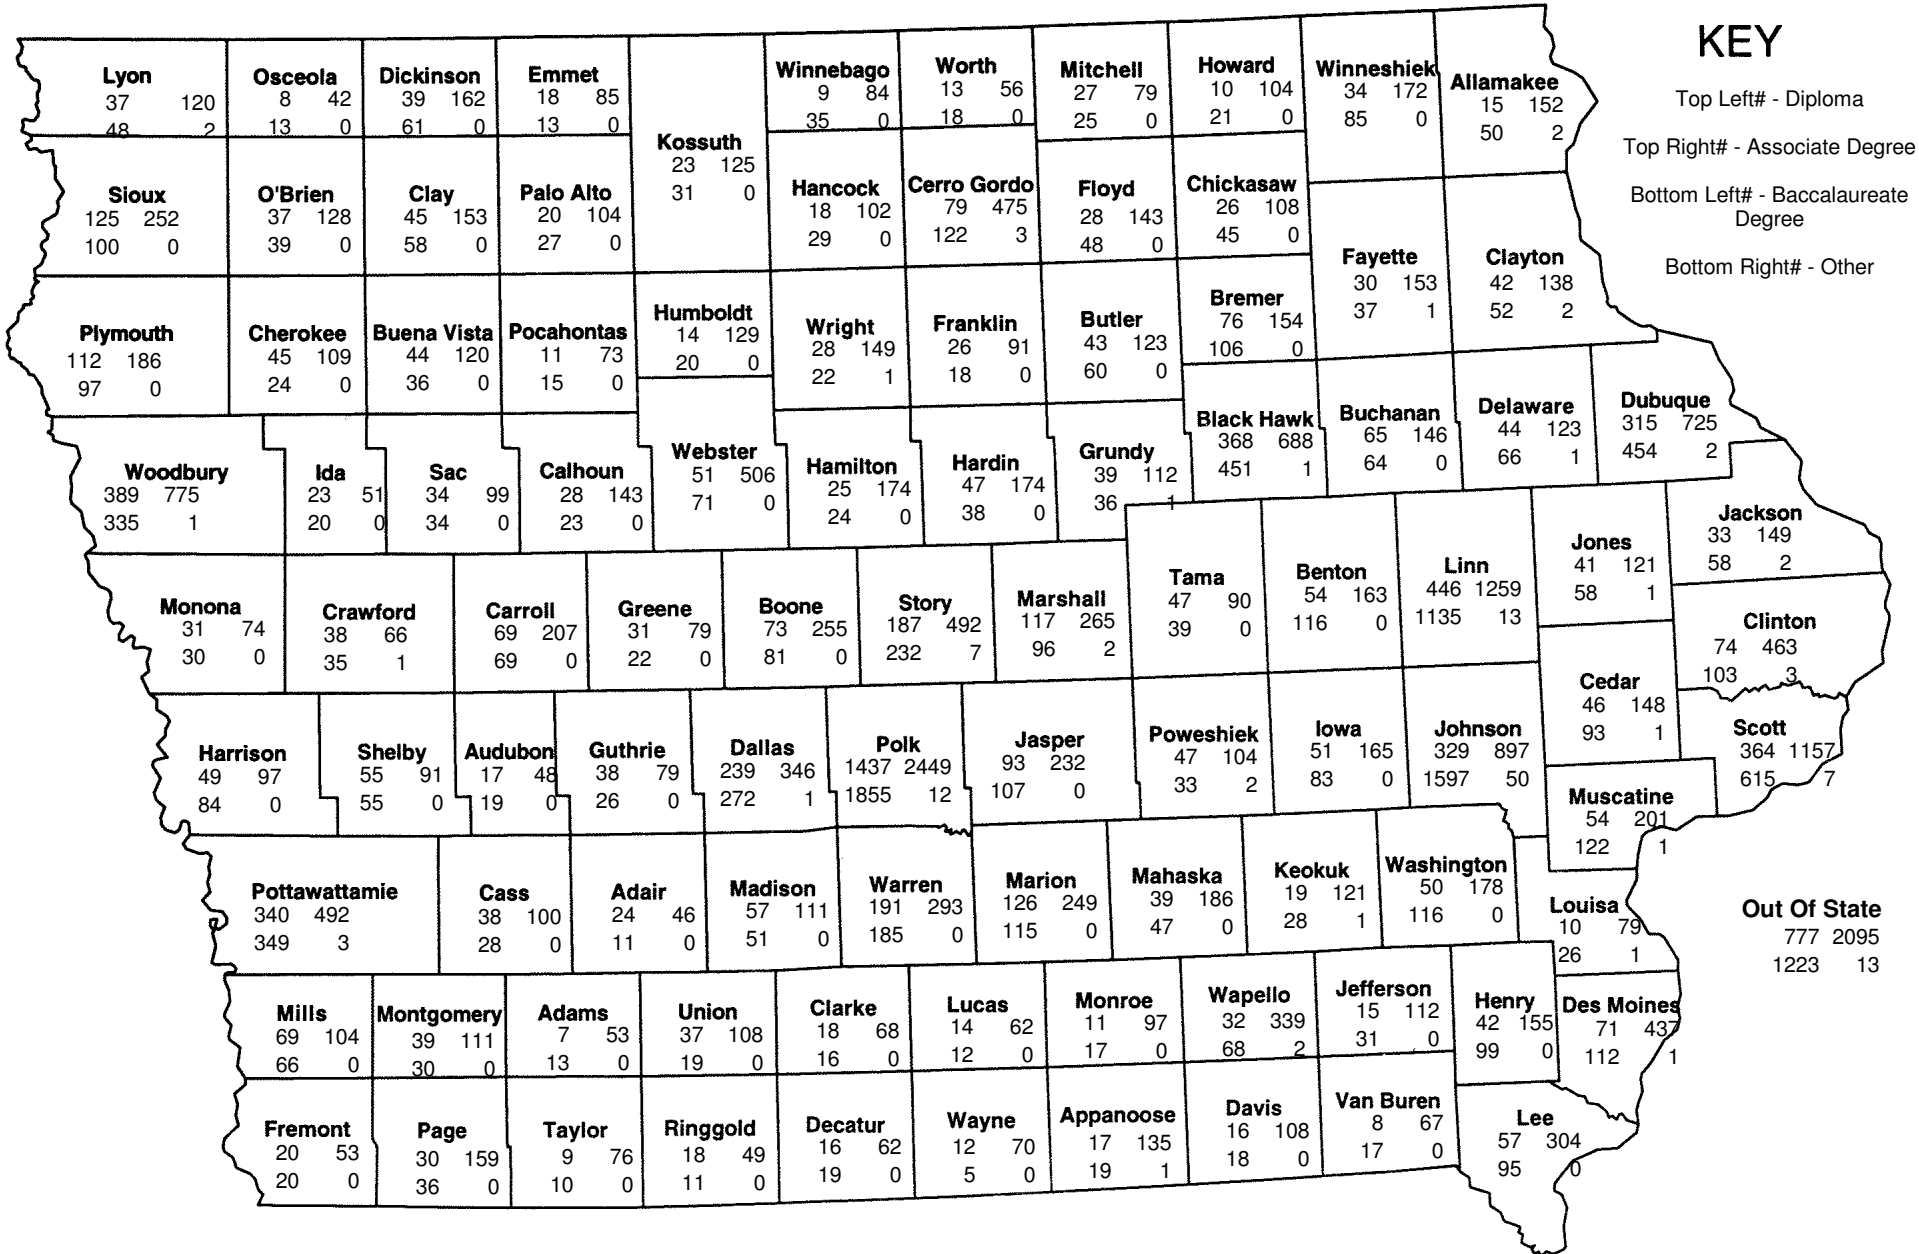 KEY
Top Left# - Diploma
Top Right# - Associate Degree
Bottom Left# - Baccalaureate
Degree
Bottom Right# - Other
Lyon
37 120
48 2
Osceola
8 42
13 0
Dickinson
39 162
61 0
Emmet
18 85
13 0
Kossuth
23 125
31 0
Winnebago
9 84
35 0
Worth
13 56
18 0
Mitchell
27 79
25 0
Howard
10 104
21 0
Winneshiek
34 172
85 0
Allamakee
15 152
50 2
Sioux
125 252
100 0
O'Brien
37 128
39 0
Clay
45 153
58 0
Palo Alto
20 104
27 0
Hancock
18 102
29 0
Cerro Gordo
79 475
122 3
Floyd
28 143
48 0
Chickasaw
26 108
45 0
Fayette
30 153
37 1
Clayton
42 138
52 2
Plymouth
112 186
97 0
Cherokee
45 109
24 0
Buena Vista
44 120
36 0
Pocahontas
11 73
15 0
Humboldt
14 129
20 0
Wright
28 149
22 1
Franklin
26 91
18 0
Butler
43 123
60 0
Bremer
76 154
106 0
Woodbury
389 775
335 1
Ida
23 51
20 0
Sac
34 99
34 0
Calhoun
28 143
23 0
Webster
51 506
71 0
Hamilton
25 174
24 0
Hardin
47 174
38 0
Grundy
39 112
36 1
Black Hawk
368 688
451 1
Buchanan
65 146
64 0
Delaware
44 123
66 1
Dubuque
315 725
454 2
Monona
31 74
30 0
Crawford
38 66
35 1
Carroll
69 207
69 0
Greene
31 79
22 0
Boone
73 255
81 0
Story
187 492
232 7
Marshall
117 265
96 2
Tama
47 90
39 0
Benton
54 163
116 0
Linn
446 1259
1135 13
Jones
41 121
58 1
Jackson
33 149
58 2
Clinton
74 463
103 3
Harrison
49 97
84 0
Shelby
55 91
55 0
Audubon
17 48
19 0
Guthrie
38 79
26 0
Dallas
239 346
272 1
Polk
1437 2449
1855 12
Jasper
93 232
107 0
Poweshiek
47 104
33 2
Iowa
51 165
83 0
Johnson
329 897
1597 50
Cedar
46 148
93 1
Scott
364 1157
615 7
Muscatine
54 201
122 1
Pottawattamie
340 492
349 3
Cass
38 100
28 0
Adair
24 46
11 0
Madison
57 111
51 0
Warren
191 293
185 0
Marion
126 249
115 0
Mahaska
39 186
47 0
Keokuk
19 121
28 1
Washington
50 178
116 0
Louisa
10 79
26 1
Out Of State
777 2095
1223 13
Mills
69 104
66 0
Montgomery
39 111
30 0
Adams
7 53
13 0
Union
37 108
19 0
Clarke
18 68
16 0
Lucas
14 62
12 0
Monroe
11 97
17 0
Wapello
32 339
68 2
Jefferson
15 112
31 0
Henry
42 155
99 0
Des Moines
71 437
112 1
Fremont
20 53
20 0
Page
30 159
36 0
Taylor
9 76
10 0
Ringgold
18 49
11 0
Decatur
16 62
19 0
Wayne
12 70
5 0
Appanoose
17 135
19 1
Davis
16 108
18 0
Van Buren
8 67
17 0
Lee
57 304
95 0